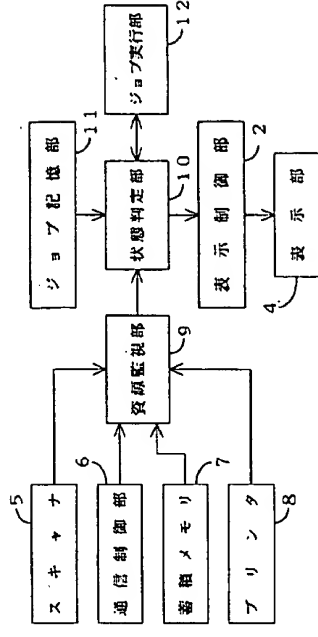 スキャナ
5
通信制御部
6
蓄積メモリ
7
プリンタ
8
資源監視部
9
ジョブ記憶部
11
状態判定部
10
ジョブ実行部
12
表示制御部
2
表示部
4